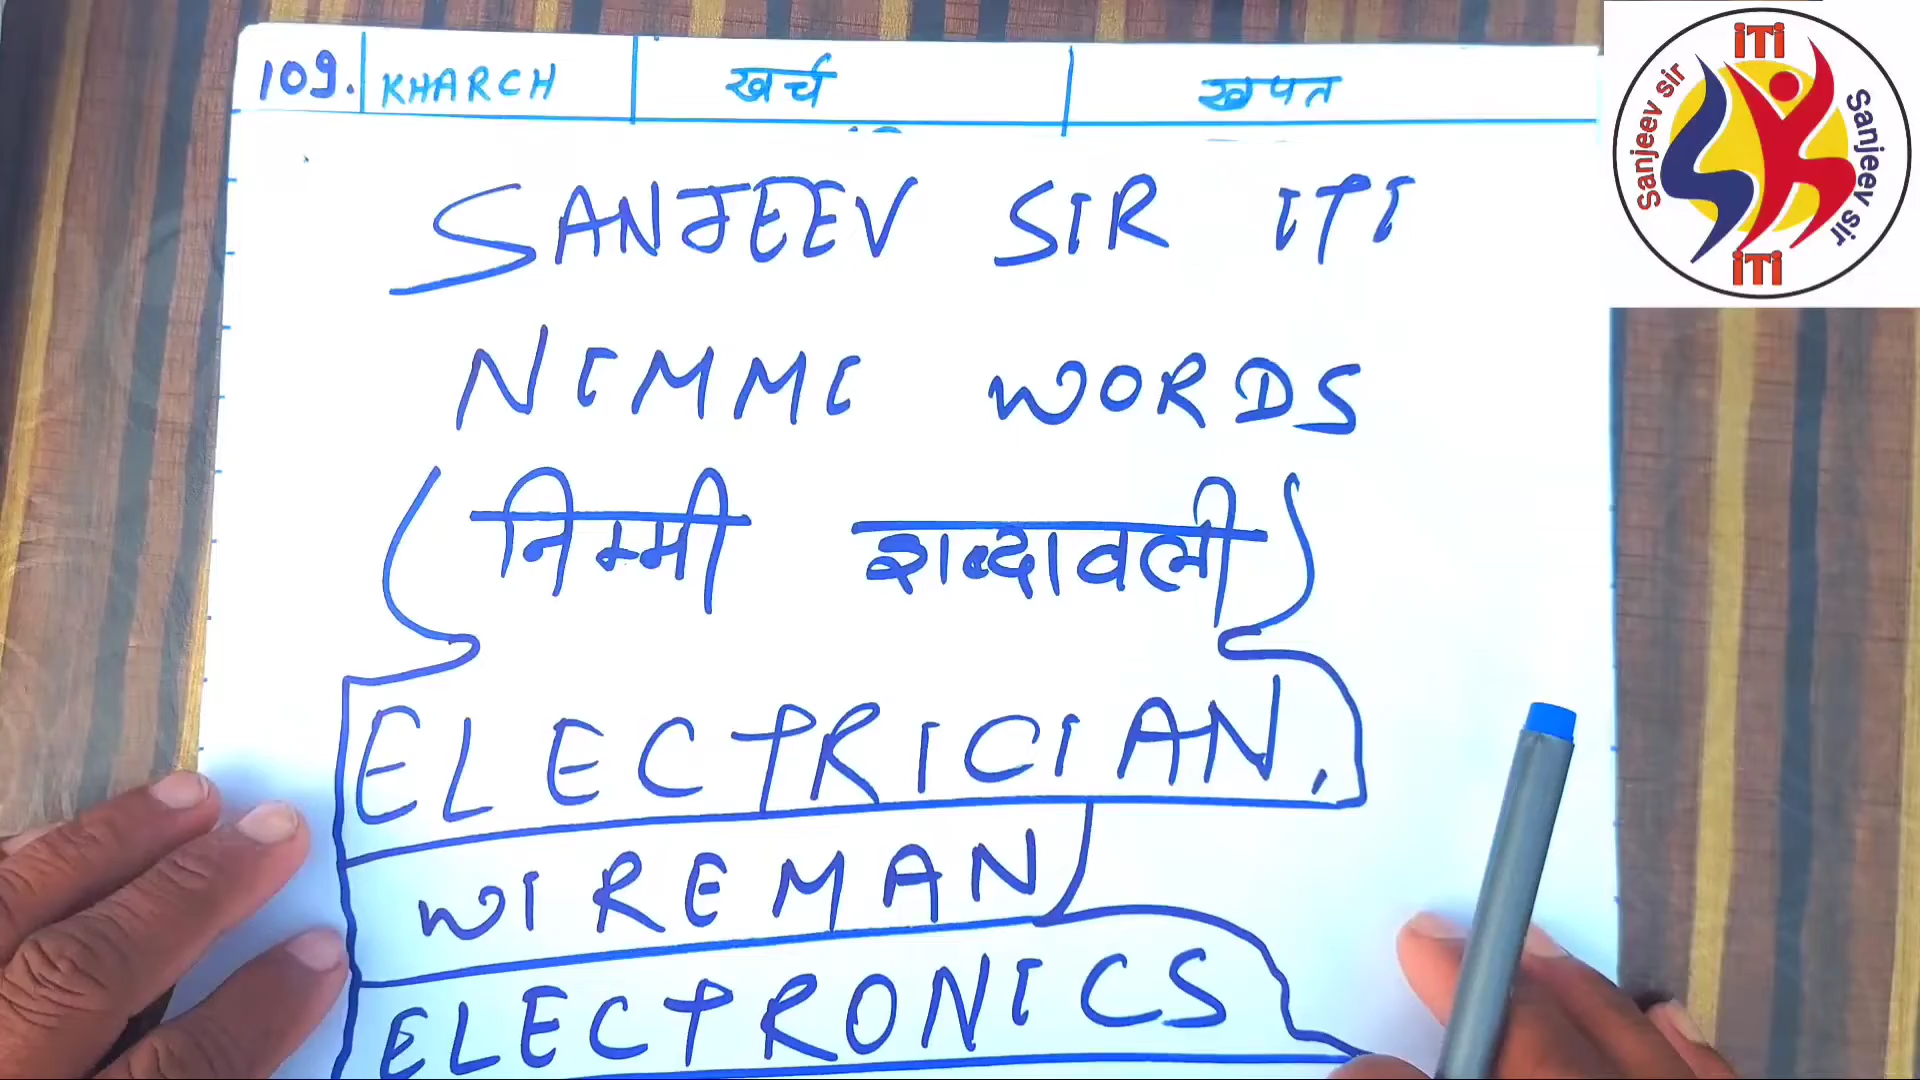 109. KHARCH खर्च खपत
SANJEEV SIR ITI
NIMMI WORDS
(निम्मी शब्दावली)
ELECTRICIAN,
WIREMAN
ELECTRONICS
iTi
Sanjeev sir
Sanjeev sir
iTi